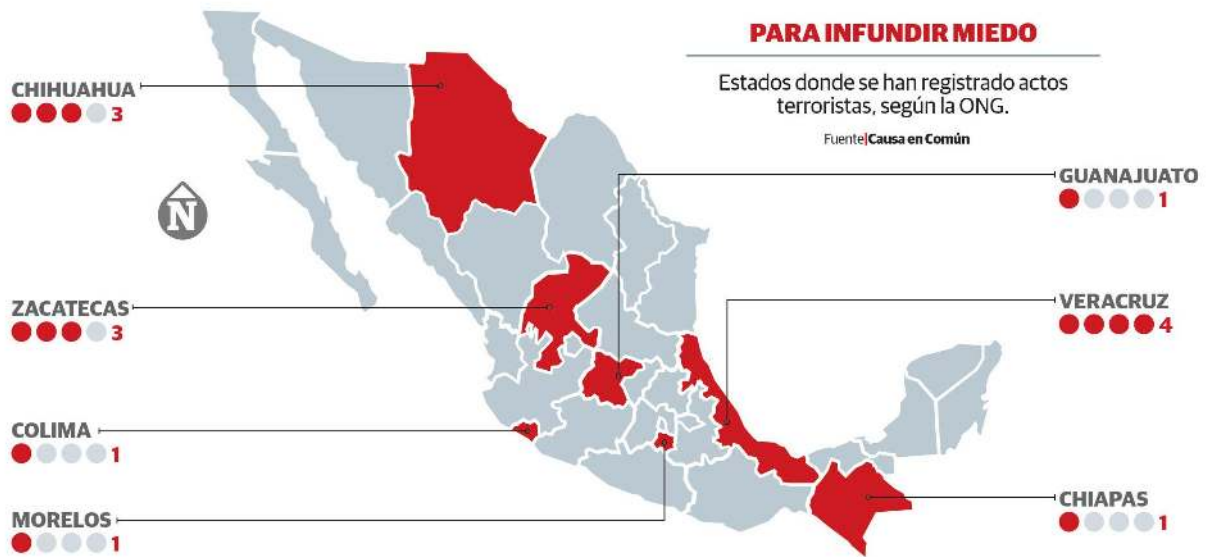 PARA INFUNDIR MIEDO
Estados donde se han registrado actos
terroristas, según la ONG.
Fuente|Causa en Común
CHIHUAHUA
3
N
ZACATECAS
3
COLIMA
1
MORELOS
1
GUANAJUATO
1
VERACRUZ
4
CHIAPAS
1